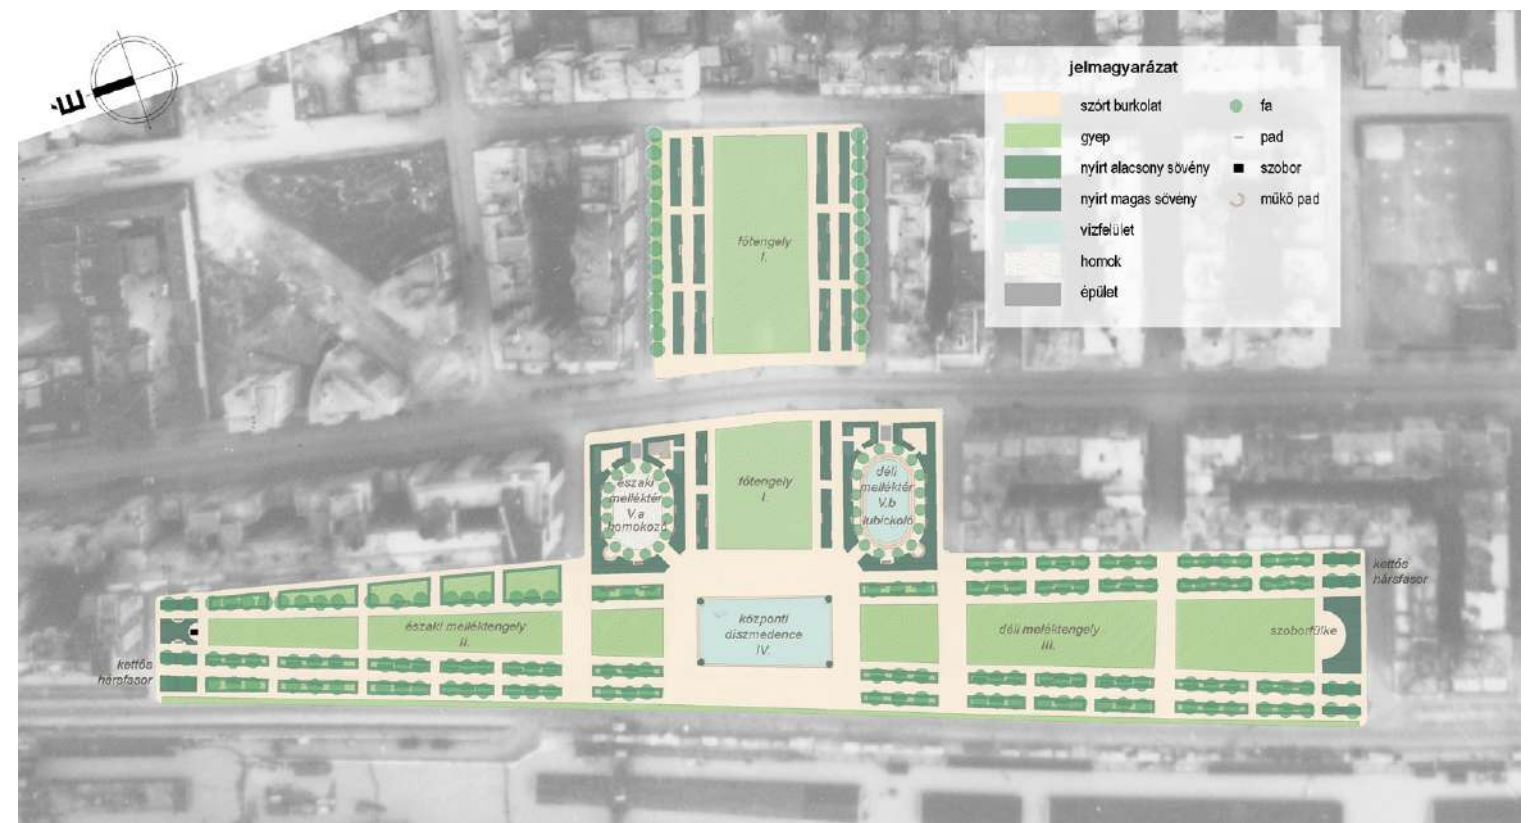 É
jelmagyarázat
szórt burkolat
gyep
nyírt alacsony sövény
nyírt magas sövény
vízfelület
homok
épület
fa
pad
szobor
műkő pad
főtengely
I.
északi
melléktér
V.a
homokozó
főtengely
I.
déli
melléktér
V.b
lubickoló
kettős
hársfasor
északi melléktengely
II.
központi
díszmedence
IV.
déli meléktengely
III.
szoborfülke
kettős
hársfasor